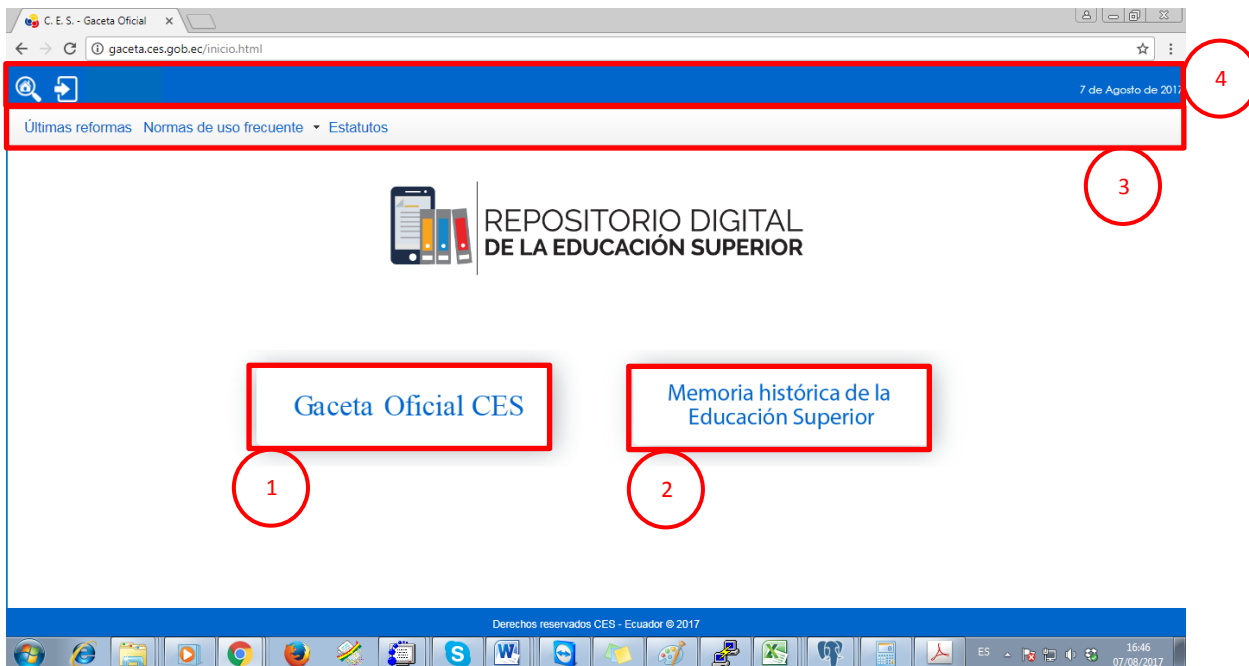 C. E. S. - Gaceta Oficial
gaceta.ces.gob.ec/inicio.html
7 de Agosto de 2017
4
Últimas reformas Normas de uso frecuente Estatutos
3
REPOSITORIO DIGITAL
DE LA EDUCACIÓN SUPERIOR
Gaceta Oficial CES
Memoria histórica de la
Educación Superior
1
2
Derechos reservados CES - Ecuador © 2017
ES
16:46
07/08/2017